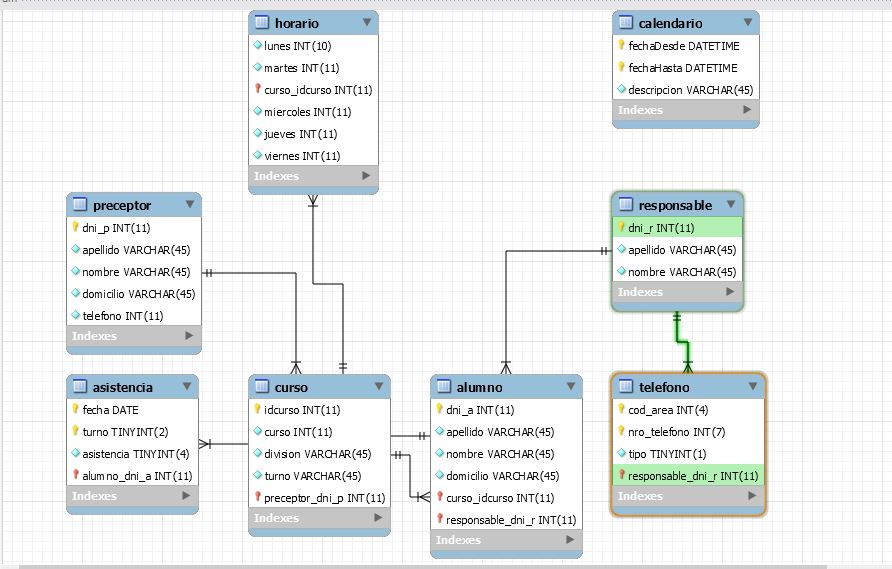 horario
lunes INT(10)
martes INT(11)
curso_idcurso INT(11)
miercoles INT(11)
jueves INT(11)
viernes INT(11)
Indexes
calendario
fechaDesde DATETIME
fechaHasta DATETIME
descripcion VARCHAR(45)
Indexes
preceptor
dni_p INT(11)
apellido VARCHAR(45)
nombre VARCHAR(45)
domicilio VARCHAR(45)
telefono INT(11)
Indexes
responsable
dni_r INT(11)
apellido VARCHAR(45)
nombre VARCHAR(45)
Indexes
asistencia
fecha DATE
turno TINYINT(2)
asistencia TINYINT(4)
alumno_dni_a INT(11)
Indexes
curso
idcurso INT(11)
curso INT(11)
division VARCHAR(45)
turno VARCHAR(45)
preceptor_dni_p INT(11)
Indexes
alumno
dni_a INT(11)
apellido VARCHAR(45)
nombre VARCHAR(45)
domicilio VARCHAR(45)
curso_idcurso INT(11)
responsable_dni_r INT(11)
Indexes
telefono
cod_area INT(4)
nro_telefono INT(7)
tipo TINYINT(1)
responsable_dni_r INT(11)
Indexes